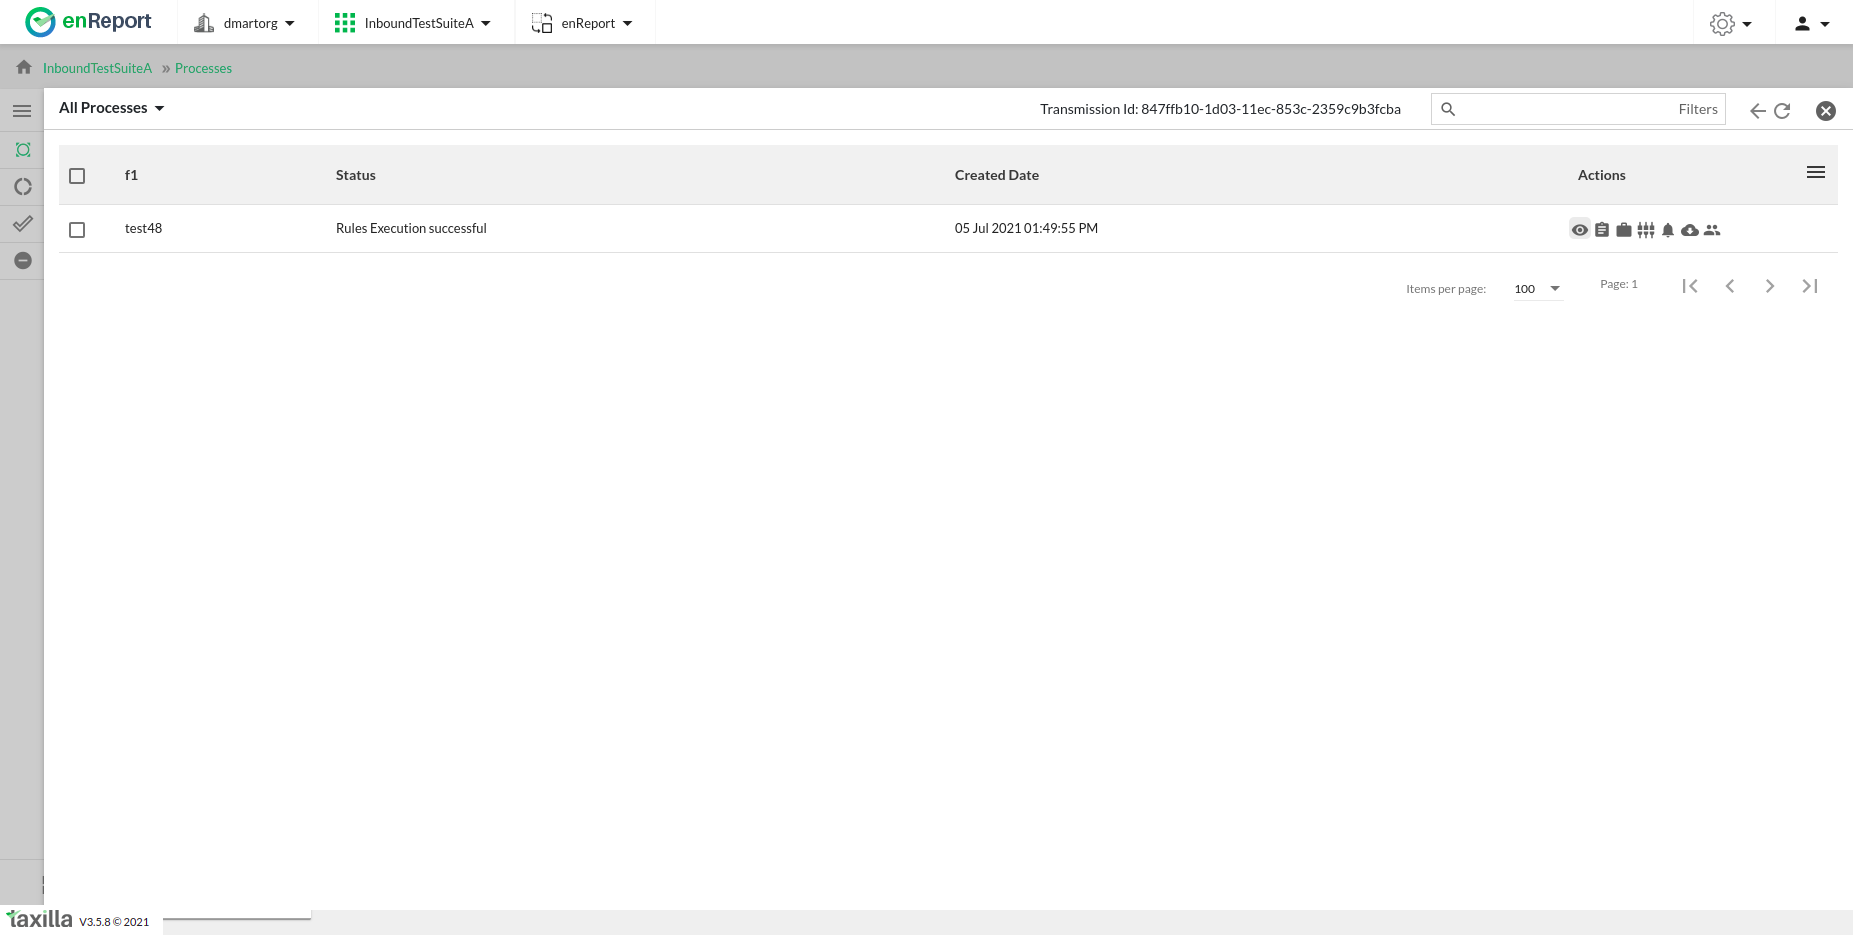 enReport
dmartorg
InboundTestSuiteA
enReport
InboundTestSuiteA » Processes
All Processes
Transmission Id: 847ffb10-1d03-11ec-853c-2359c9b3fcba
Filters
f1 Status Created Date Actions
test48 Rules Execution successful 05 Jul 2021 01:49:55 PM
Items per page: 100 Page: 1
taxilla V3.5.8 © 2021